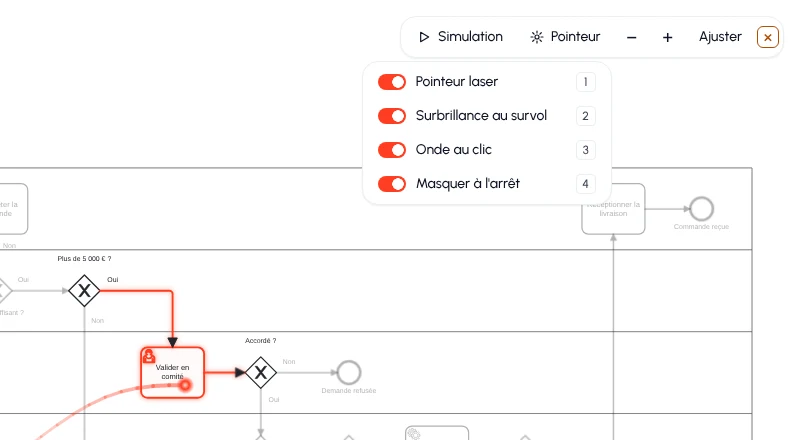 Simulation
Pointeur
Ajuster
Pointeur laser
1
Surbrillance au survol
2
Onde au clic
3
Masquer à l'arrêt
4
livraison
Commande reçue
Non
Plus de 5 000 € ?
Oui
Oui
Non
Accordé ?
Valider en
comité
Non
Demande refusée
Oui